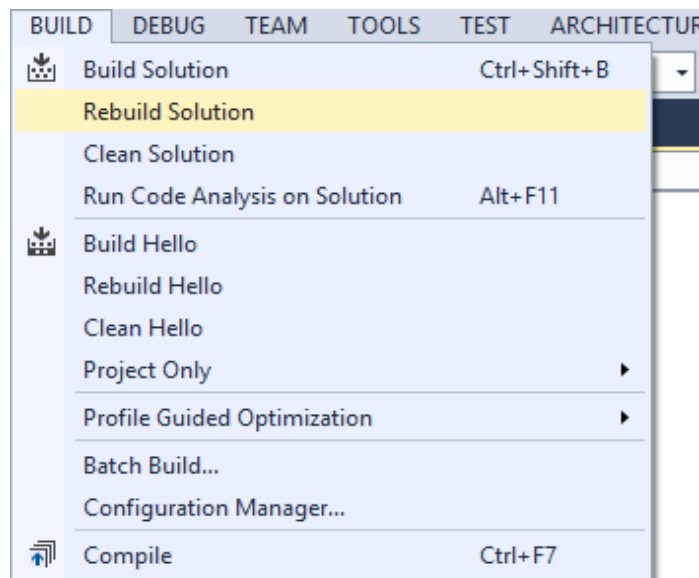 BUILD DEBUG TEAM TOOLS TEST ARCHITECTUR
Build Solution Ctrl+Shift+B
Rebuild Solution
Clean Solution
Run Code Analysis on Solution Alt+F11
Build Hello
Rebuild Hello
Clean Hello
Project Only
Profile Guided Optimization
Batch Build...
Configuration Manager...
Compile Ctrl+F7